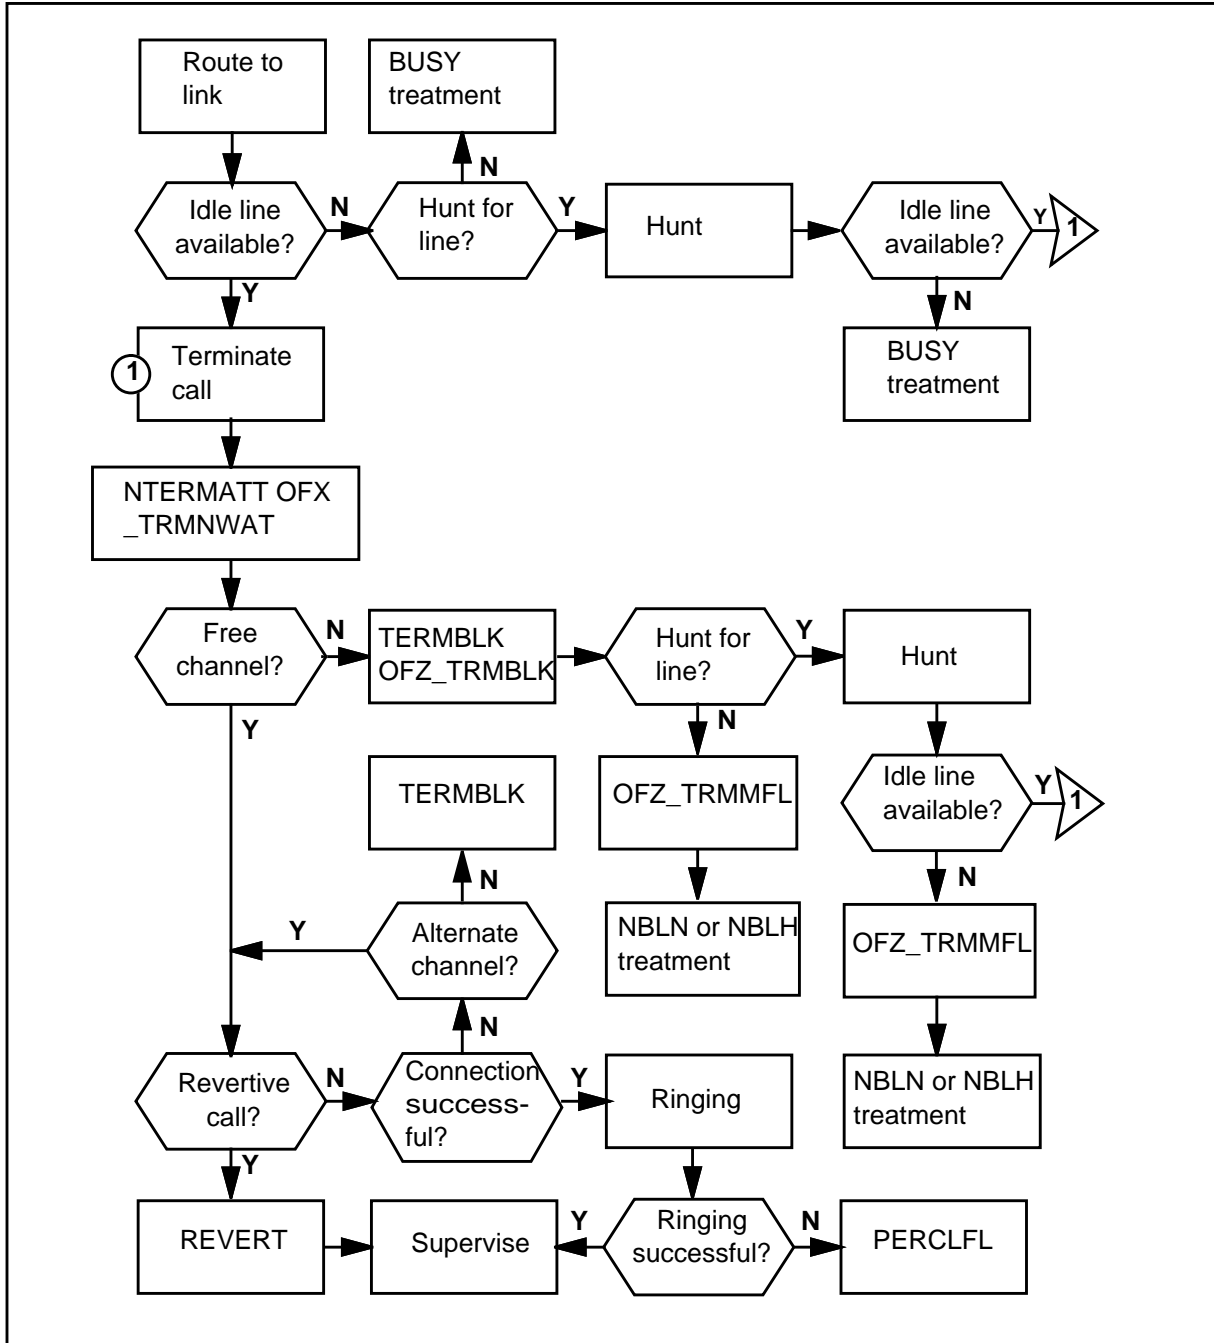 Route to
link
BUSY
treatment
N
Idle line
available?
N
Hunt for
line?
Y
Hunt
Idle line
available?
Y
1
Y
N
1
Terminate
call
BUSY
treatment
NTERMATT OFX
_TRMNWAT
Free
channel?
N
TERMBLK
OFZ_TRMBLK
Hunt for
line?
Y
Hunt
Y
N
TERMBLK
OFZ_TRMMFL
Idle line
available?
Y
1
N
N
Y
Alternate
channel?
NBLN or NBLH
treatment
OFZ_TRMMFL
N
Revertive
call?
N
Connection
success-
ful?
Y
Ringing
NBLN or NBLH
treatment
Y
REVERT
Supervise
Y
Ringing
successful?
N
PERCLFL